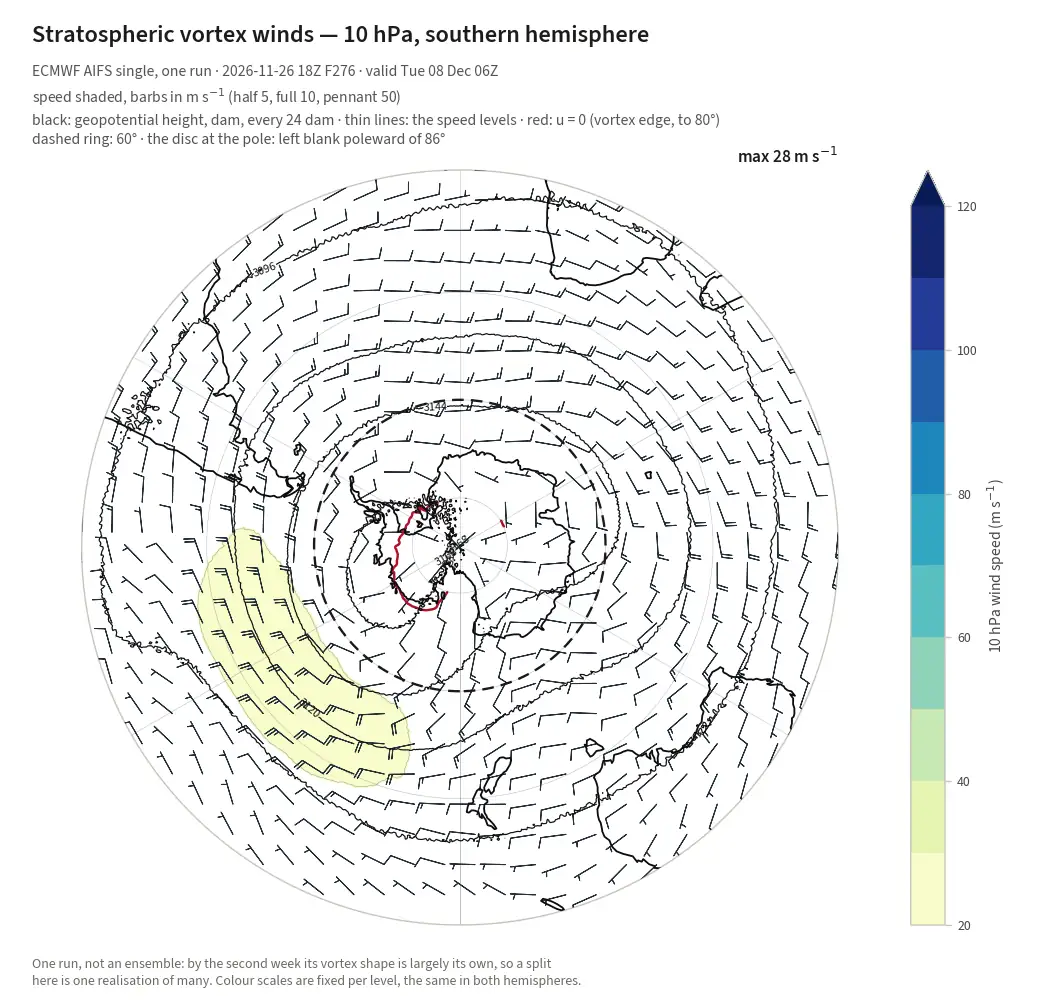 Stratospheric vortex winds — 10 hPa, southern hemisphere
ECMWF AIFS single, one run · 2026-11-26 18Z F276 · valid Tue 08 Dec 06Z
speed shaded, barbs in m s⁻¹ (half 5, full 10, pennant 50)
black: geopotential height, dam, every 24 dam · thin lines: the speed levels · red: u = 0 (vortex edge, to 80°)
dashed ring: 60° · the disc at the pole: left blank poleward of 86°
max 28 m s⁻¹
3096
3144
3120
120
100
80
60
40
20
10 hPa wind speed (m s⁻¹)
One run, not an ensemble: by the second week its vortex shape is largely its own, so a split
here is one realisation of many. Colour scales are fixed per level, the same in both hemispheres.